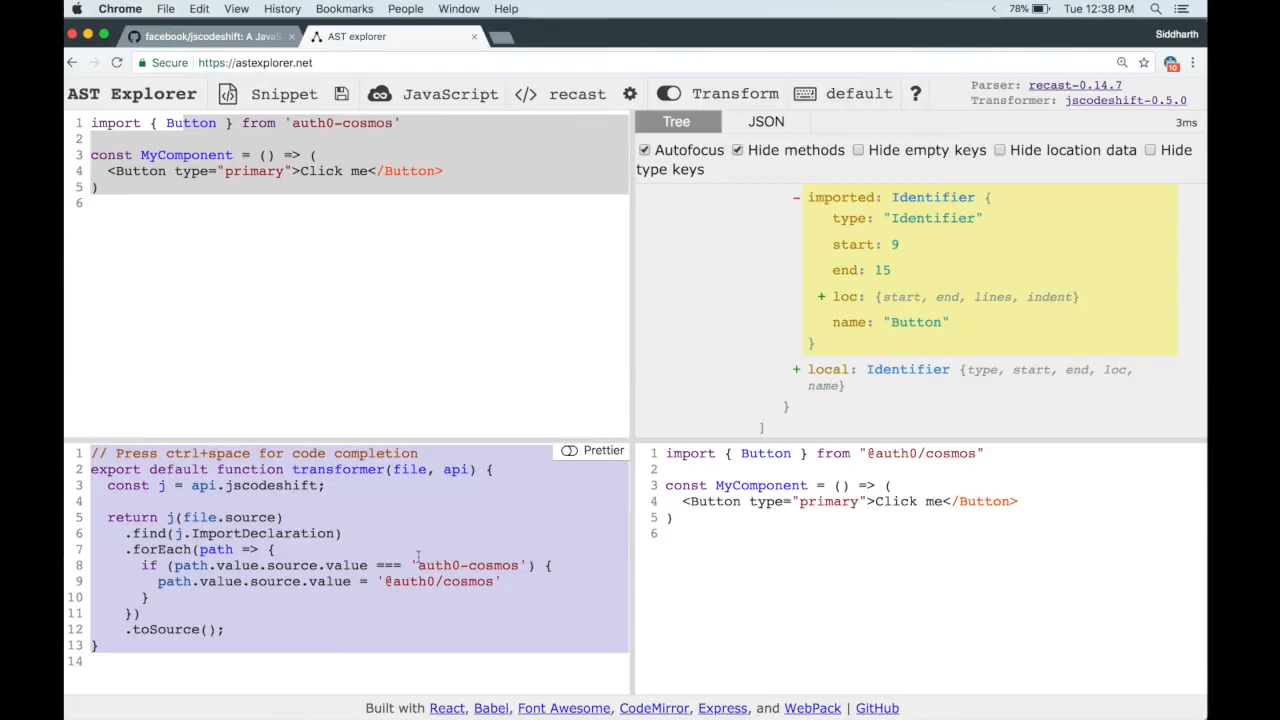 Chrome File Edit View History Bookmarks People Window Help 78% Tue 12:38 PM
facebook/jscodeshift: A JavaS
AST explorer
Siddharth
Secure https://astexplorer.net
10
AST Explorer Snippet JavaScript </> recast Transform default ?
Parser: recast-0.14.7
Transformer: jscodeshift-0.5.0
1 import { Button } from 'auth0-cosmos'
2
3 const MyComponent = () => (
4 <Button type="primary">Click me</Button>
5 )
6
Tree JSON 3ms
Autofocus Hide methods Hide empty keys Hide location data Hide
type keys
- imported: Identifier {
type: "Identifier"
start: 9
end: 15
+ loc: {start, end, lines, indent}
name: "Button"
}
+ local: Identifier {type, start, end, loc,
name}
}
]
Prettier
1 // Press ctrl+space for code completion
2 export default function transformer(file, api) {
3 const j = api.jscodeshift;
4
5 return j(file.source)
6 .find(j.ImportDeclaration)
7 .forEach(path => {
8 if (path.value.source.value === 'auth0-cosmos') {
9 path.value.source.value = '@auth0/cosmos'
10 }
11 })
12 .toSource();
13 }
14
1 import { Button } from "@auth0/cosmos"
2
3 const MyComponent = () => (
4 <Button type="primary">Click me</Button>
5 )
6
Built with React, Babel, Font Awesome, CodeMirror, Express, and WebPack | GitHub